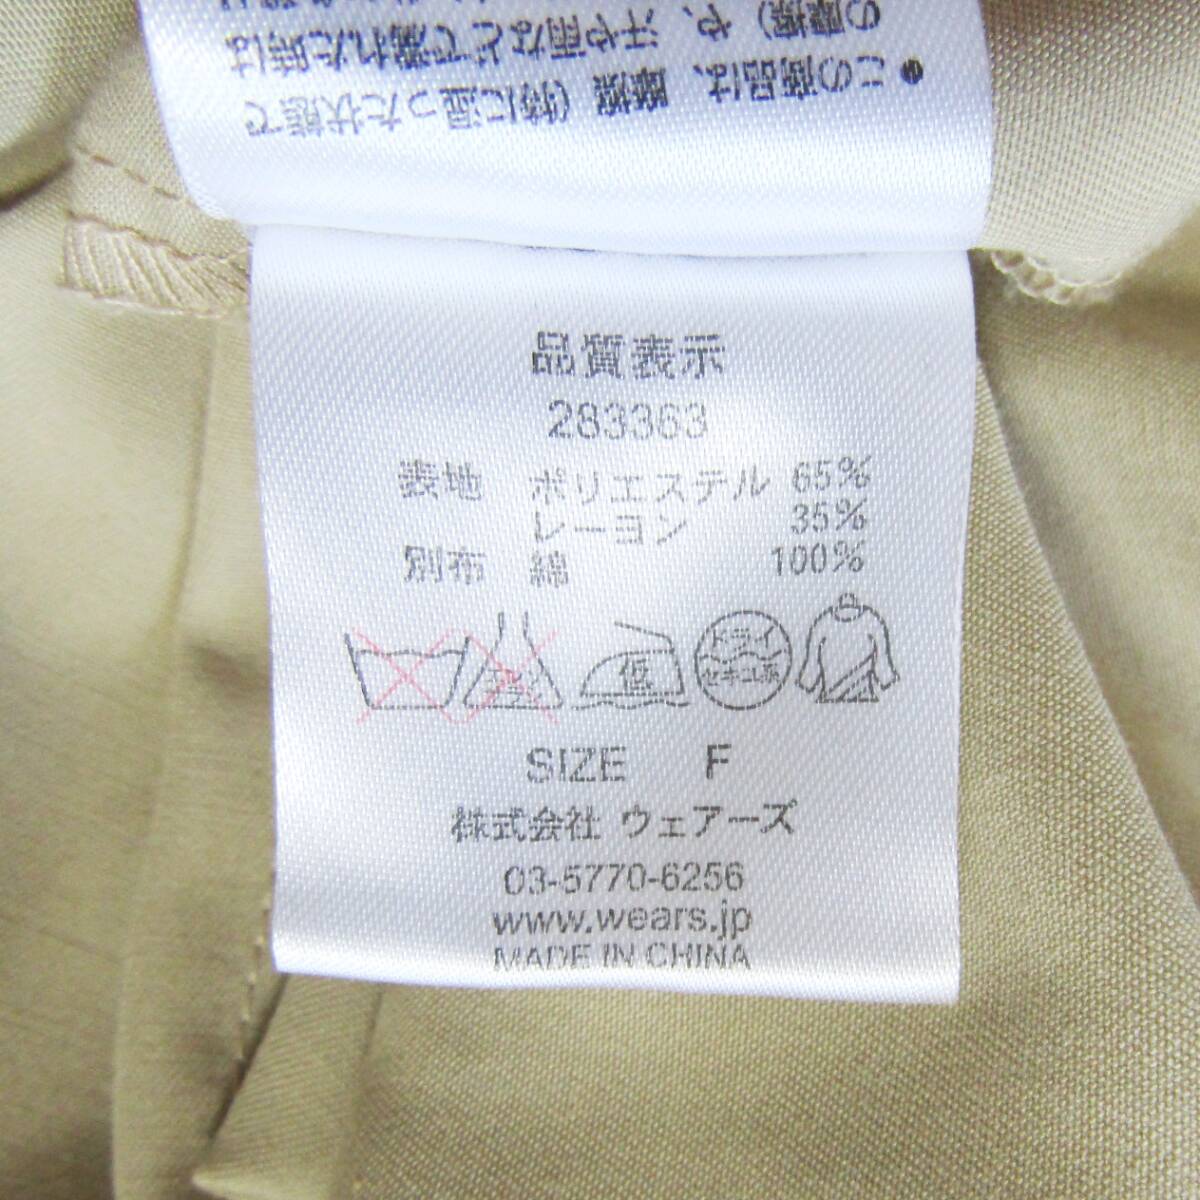 ●この商品は、摩擦(特に湿った状態で
の摩擦)や、汗や雨などで濡れた時は
品質表示
283363
表地 ポリエステル 65%
レーヨン 35%
別布 綿 100%
低
ドライ
セキユ系
SIZE F
株式会社 ウェアーズ
03-5770-6256
www.wears.jp
MADE IN CHINA